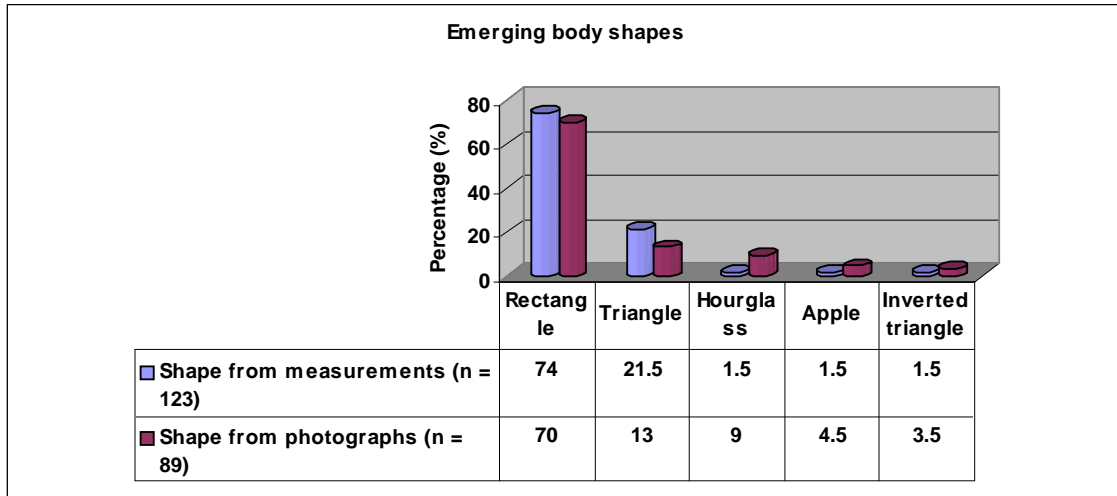 Emerging body shapes
80
60
40
20
0
Percentage (%)
Rectang
le
Triangle
Hourgla
ss
Apple
Inverted
triangle
Shape from measurements (n =
123)
74
21.5
1.5
1.5
1.5
Shape from photographs (n =
89)
70
13
9
4.5
3.5